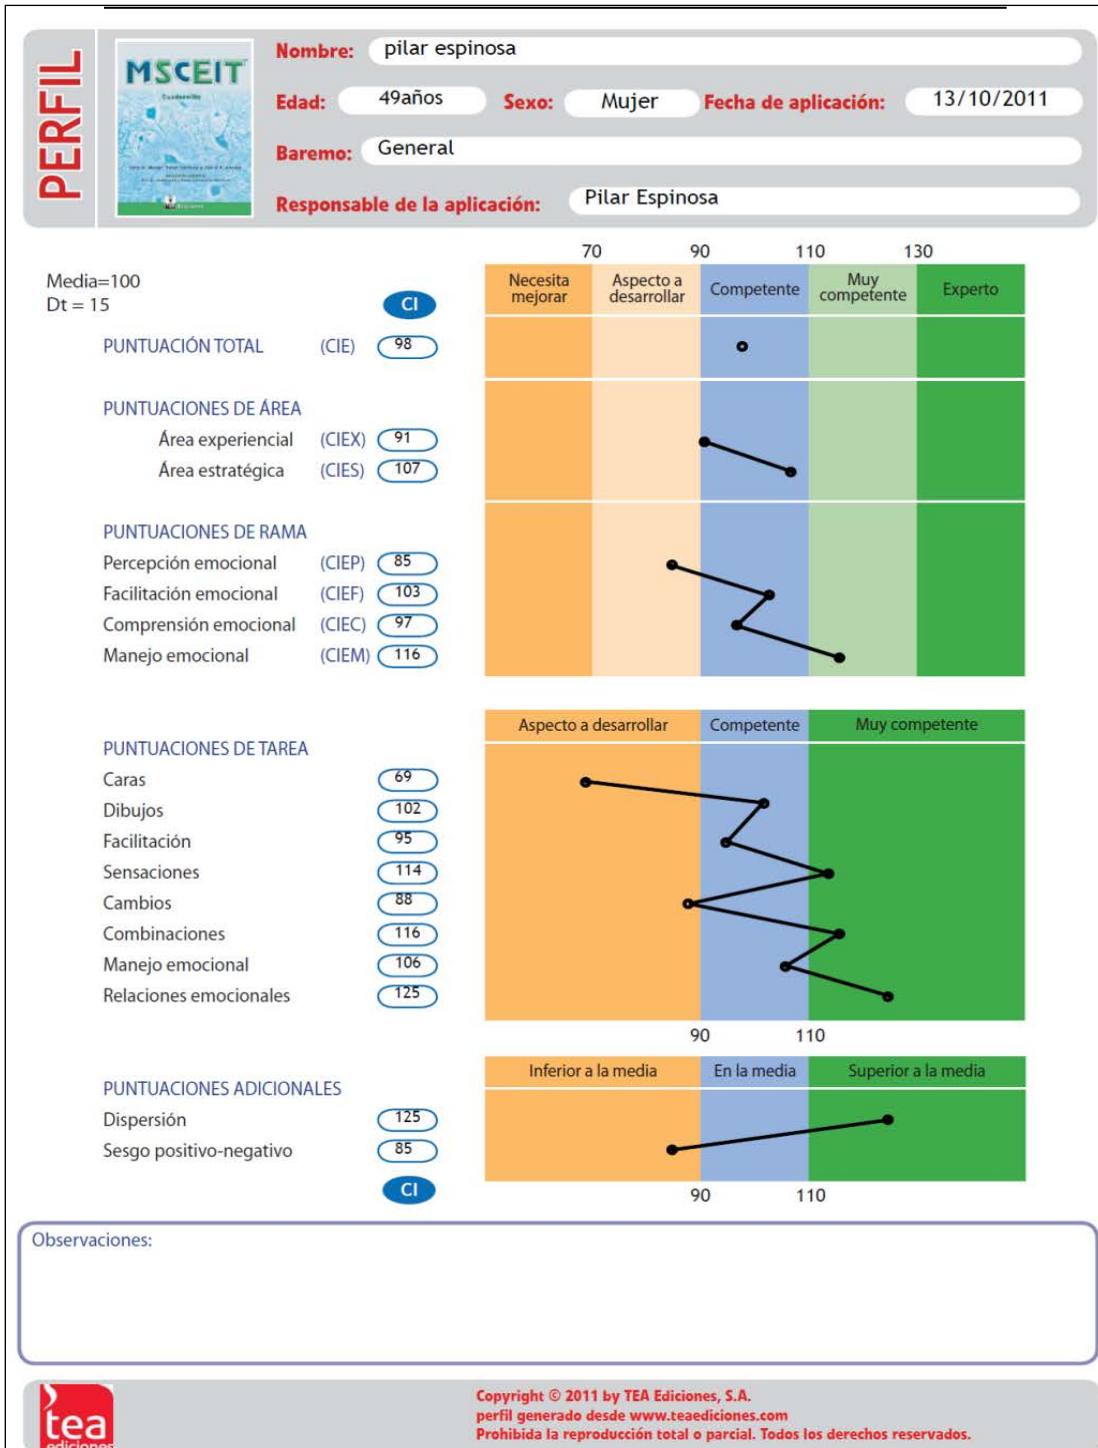 PERFIL
MSCEIT
Cuadernillo
Nombre: pilar espinosa
Edad: 49años Sexo: Mujer Fecha de aplicación: 13/10/2011
Baremo: General
Responsable de la aplicación: Pilar Espinosa
70 90 110 130
Media=100
Dt = 15
CI
Necesita mejorar Aspecto a desarrollar Competente Muy competente Experto
PUNTUACIÓN TOTAL (CIE) 98
PUNTUACIONES DE ÁREA
Área experiencial (CIEX) 91
Área estratégica (CIES) 107
PUNTUACIONES DE RAMA
Percepción emocional (CIEP) 85
Facilitación emocional (CIEF) 103
Comprensión emocional (CIEC) 97
Manejo emocional (CIEM) 116
Aspecto a desarrollar Competente Muy competente
PUNTUACIONES DE TAREA
Caras 69
Dibujos 102
Facilitación 95
Sensaciones 114
Cambios 88
Combinaciones 116
Manejo emocional 106
Relaciones emocionales 125
90 110
Inferior a la media En la media Superior a la media
PUNTUACIONES ADICIONALES
Dispersión 125
Sesgo positivo-negativo 85
CI
90 110
Observaciones:
tea
ediciones
Copyright © 2011 by TEA Ediciones, S.A.
perfil generado desde www.teaediciones.com
Prohibida la reproducción total o parcial. Todos los derechos reservados.